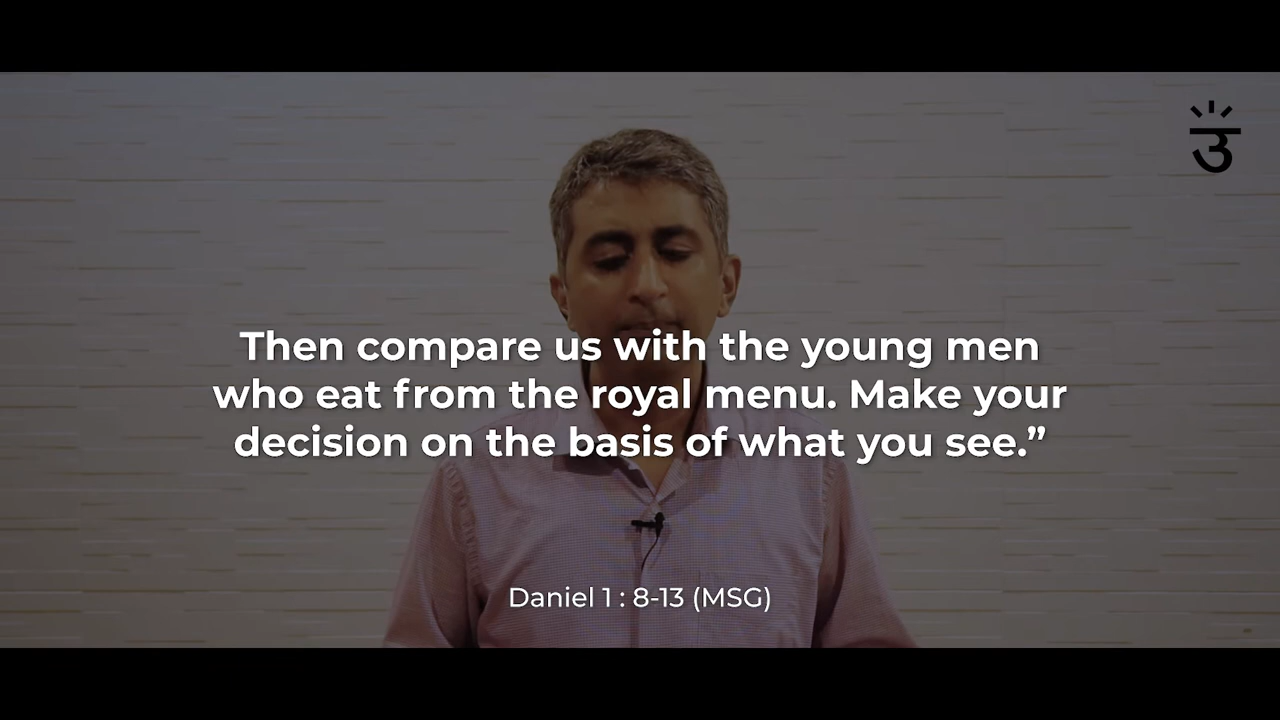 Then compare us with the young men
who eat from the royal menu. Make your
decision on the basis of what you see.”
Daniel 1 : 8-13 (MSG)